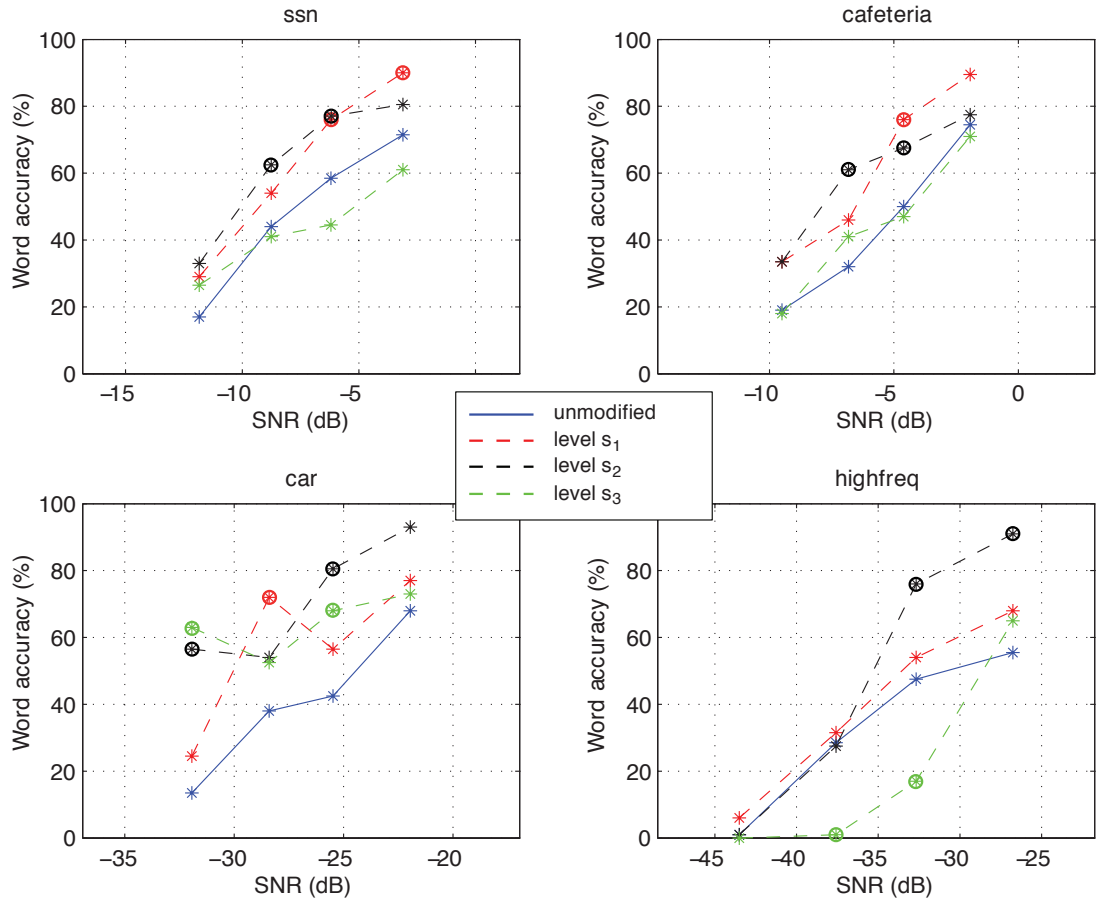 ssn
Word accuracy (%)
100
80
60
40
20
0
−15 −10 −5
SNR (dB)
cafeteria
Word accuracy (%)
100
80
60
40
20
0
−10 −5 0
SNR (dB)
unmodified
level s1
level s2
level s3
car
Word accuracy (%)
100
80
60
40
20
0
−35 −30 −25 −20
SNR (dB)
highfreq
Word accuracy (%)
100
80
60
40
20
0
−45 −40 −35 −30 −25
SNR (dB)